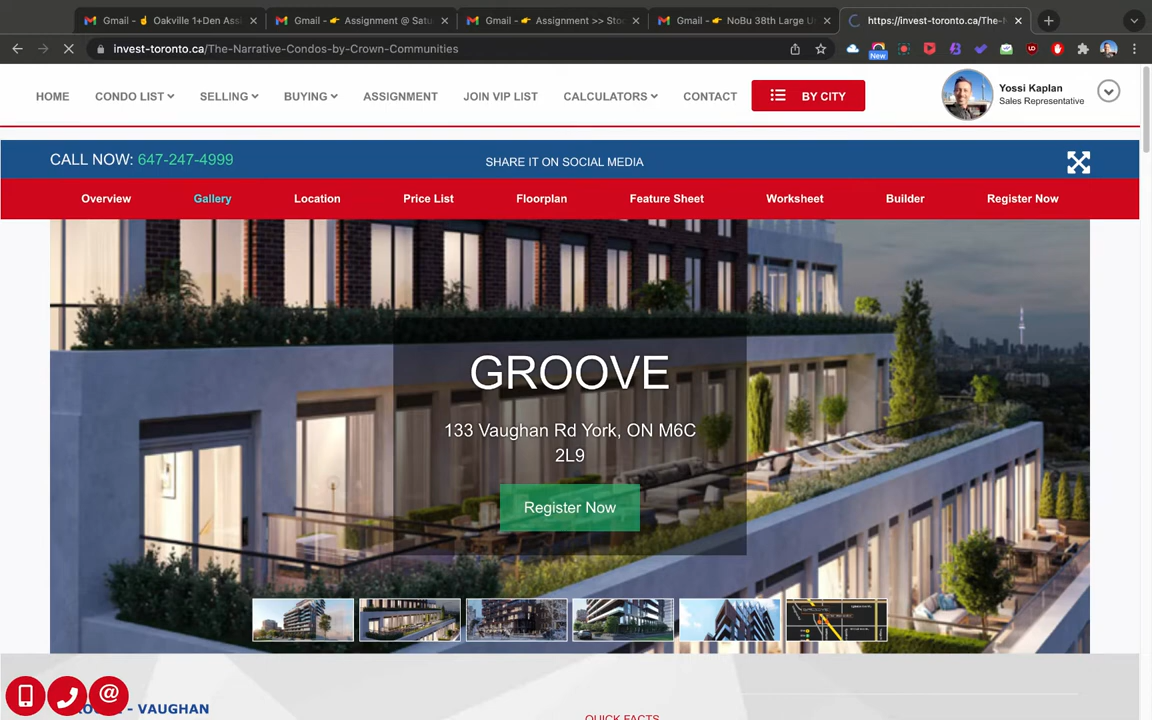 Gmail - ☝ Oakville 1+Den Assi
Gmail - 👉 Assignment @ Satu
Gmail - 👉 Assignment >> Stoc
Gmail - 👉 NoBu 38th Large U
https://invest-toronto.ca/The-N
invest-toronto.ca/The-Narrative-Condos-by-Crown-Communities
New
HOME
CONDO LIST
SELLING
BUYING
ASSIGNMENT
JOIN VIP LIST
CALCULATORS
CONTACT
BY CITY
Yossi Kaplan
Sales Representative
CALL NOW: 647-247-4999
SHARE IT ON SOCIAL MEDIA
Overview
Gallery
Location
Price List
Floorplan
Feature Sheet
Worksheet
Builder
Register Now
GROOVE
133 Vaughan Rd York, ON M6C
2L9
Register Now
- VAUGHAN
QUICK FACTS